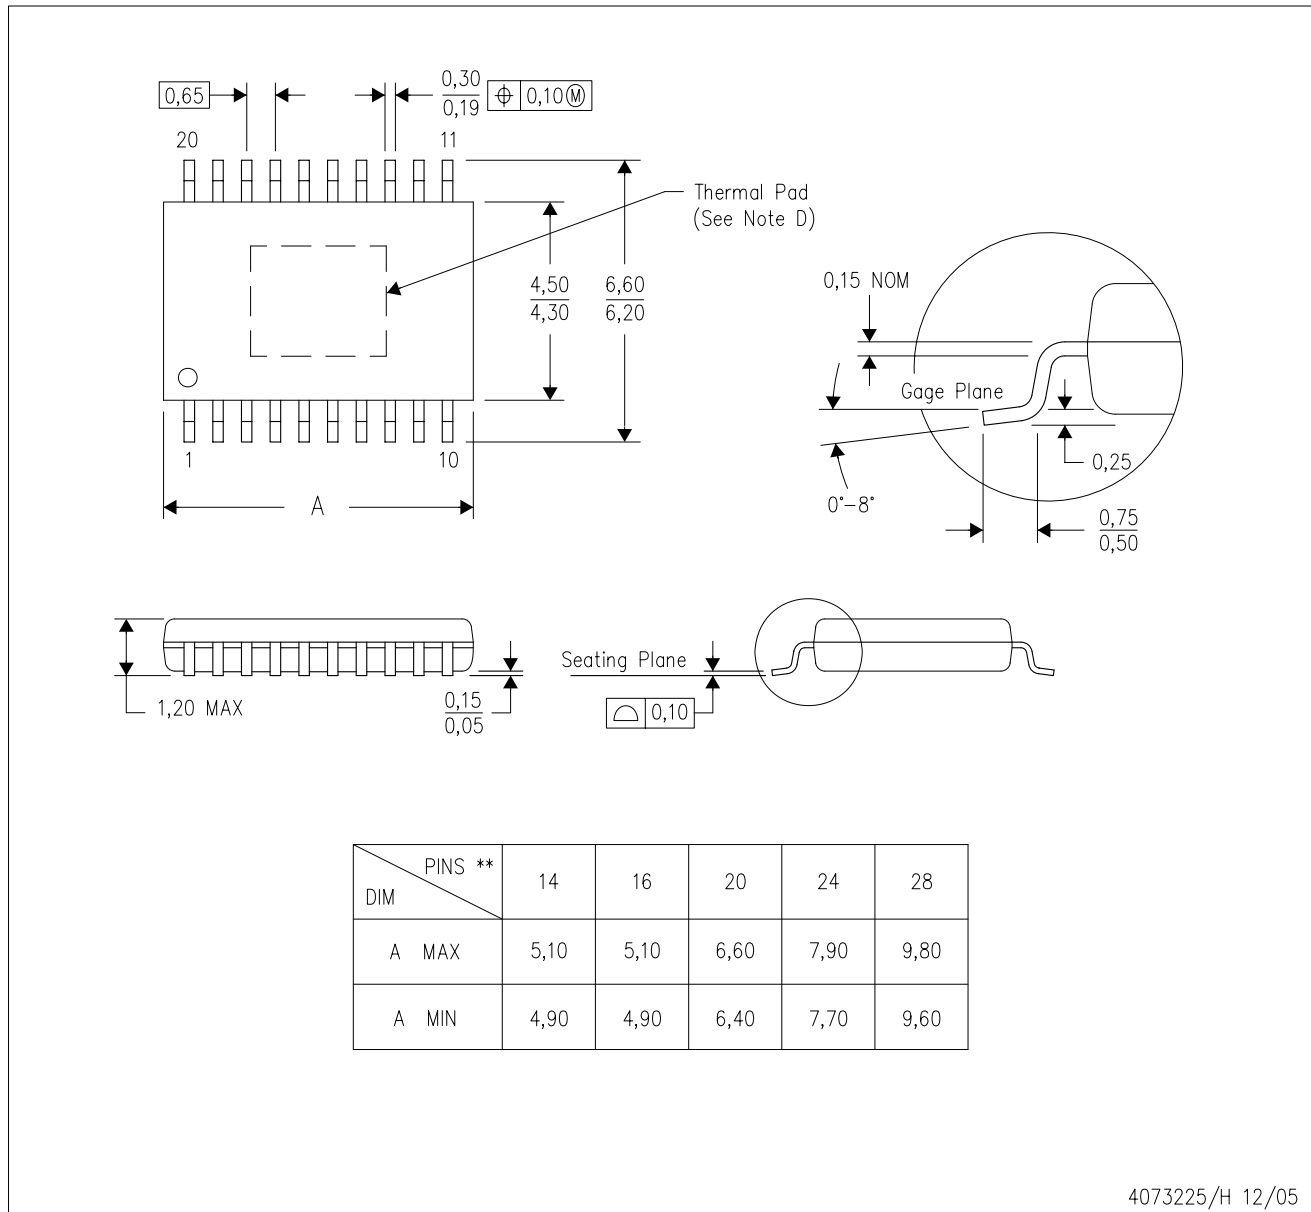 0,65
0,30
0,19
0,10 Ⓜ
20
11
Thermal Pad
(See Note D)
4,50
4,30
6,60
6,20
1
10
A
0,15 NOM
Gage Plane
0,25
0°–8°
0,75
0,50
1,20 MAX
0,15
0,05
Seating Plane
0,10
PINS **
DIM
14 16 20 24 28
A MAX 5,10 5,10 6,60 7,90 9,80
A MIN 4,90 4,90 6,40 7,70 9,60
4073225/H 12/05